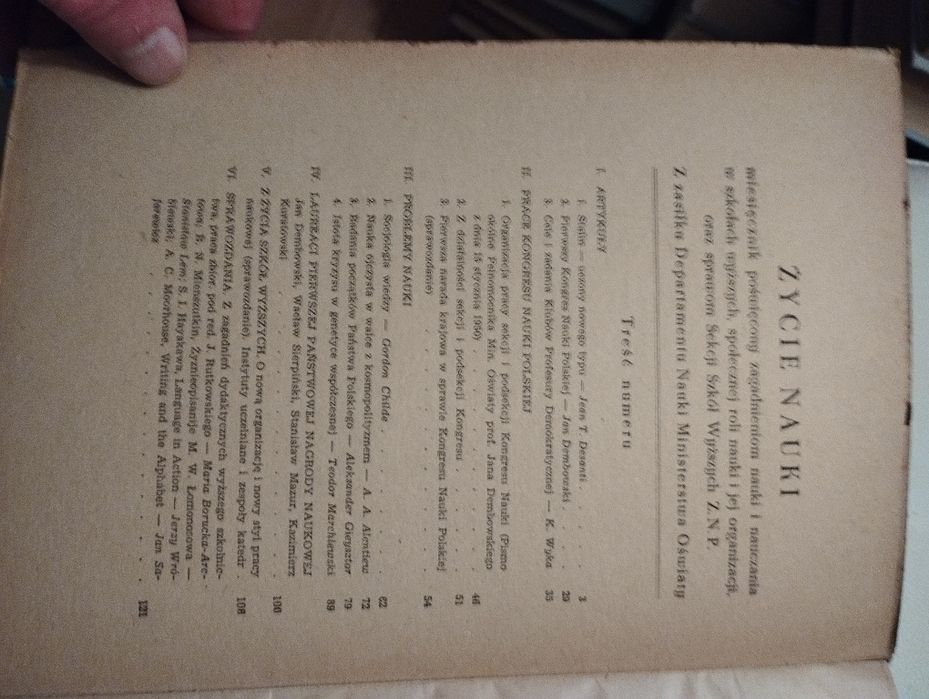 ŻYCIE NAUKI
miesięcznik poświęcony zagadnieniom nauki i nauczania
w szkołach wyższych, społecznej roli nauki i jej organizacji,
oraz sprawom Sekcji Szkół Wyższych Z.N.P.
Z zasiłku Departamentu Nauki Ministerstwa Oświaty
Treść numeru
I. ARTYKUŁY
1. Stalin — uczony nowego typu — Jean T. Desanti . . . . . 3
2. Pierwszy Kongres Nauki Polskiej — Jan Dembowski . . . . 29
3. Cele i zadania Klubów Profesury Demokratycznej — K. Wyka 35
II. PRACE KONGRESU NAUKI POLSKIEJ
1. Organizacja pracy sekcji i podsekcji Kongresu Nauki (Pismo
okólne Pełnomocnika Min. Oświaty prof. Jana Dembowskiego
z dnia 15 stycznia 1950) . . . . . . . 46
2. Z działalności sekcji i podsekcji Kongresu . . . . . 51
3. Pierwsza narada krajowa w sprawie Kongresu Nauki Polskiej
(sprawozdanie) . . . . . . . . 54
III. PROBLEMY NAUKI
1. Socjologia wiedzy — Gordon Childe . . . . . . 62
2. Nauka ojczysta w walce z kosmopolityzmem — A. A. Alentiew 72
3. Badania początków Państwa Polskiego — Aleksander Gieysztor 79
4. Istota kryzysu w genetyce współczesnej — Teodor Marchlewski 89
IV. LAUREACI PIERWSZEJ PAŃSTWOWEJ NAGRODY NAUKOWEJ
Jan Dembowski, Wacław Sierpiński, Stanisław Mazur, Kazimierz
Kuratowski . . . . . . . . . 100
V. Z ŻYCIA SZKÓŁ WYŻSZYCH. O nową organizację i nowy styl pracy
naukowej (sprawozdanie). Instytuty uczelniane i zespoły katedr . 108
VI. SPRAWOZDANIA. Z zagadnień dydaktycznych wyższego szkolnic-
twa, praca zbior. pod red. J. Rutkowskiego — Maria Borucka-Arc-
towa; B. N. Mienszutkin, Żyznieopisanije M. W. Łomonosowa —
Stanisław Lem; S. I. Hayakawa, Language in Action — Jerzy Wró-
blewski; A. C. Moorhouse, Writing and the Alphabet — Jan Sa-
farewicz . . . . . . . . . 121